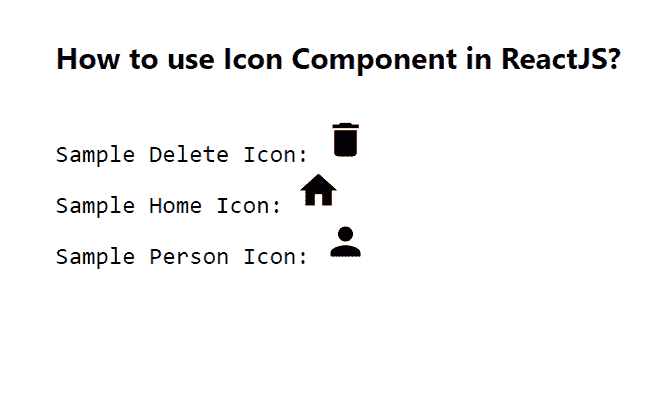 How to use Icon Component in ReactJS?
Sample Delete Icon:
Sample Home Icon:
Sample Person Icon: